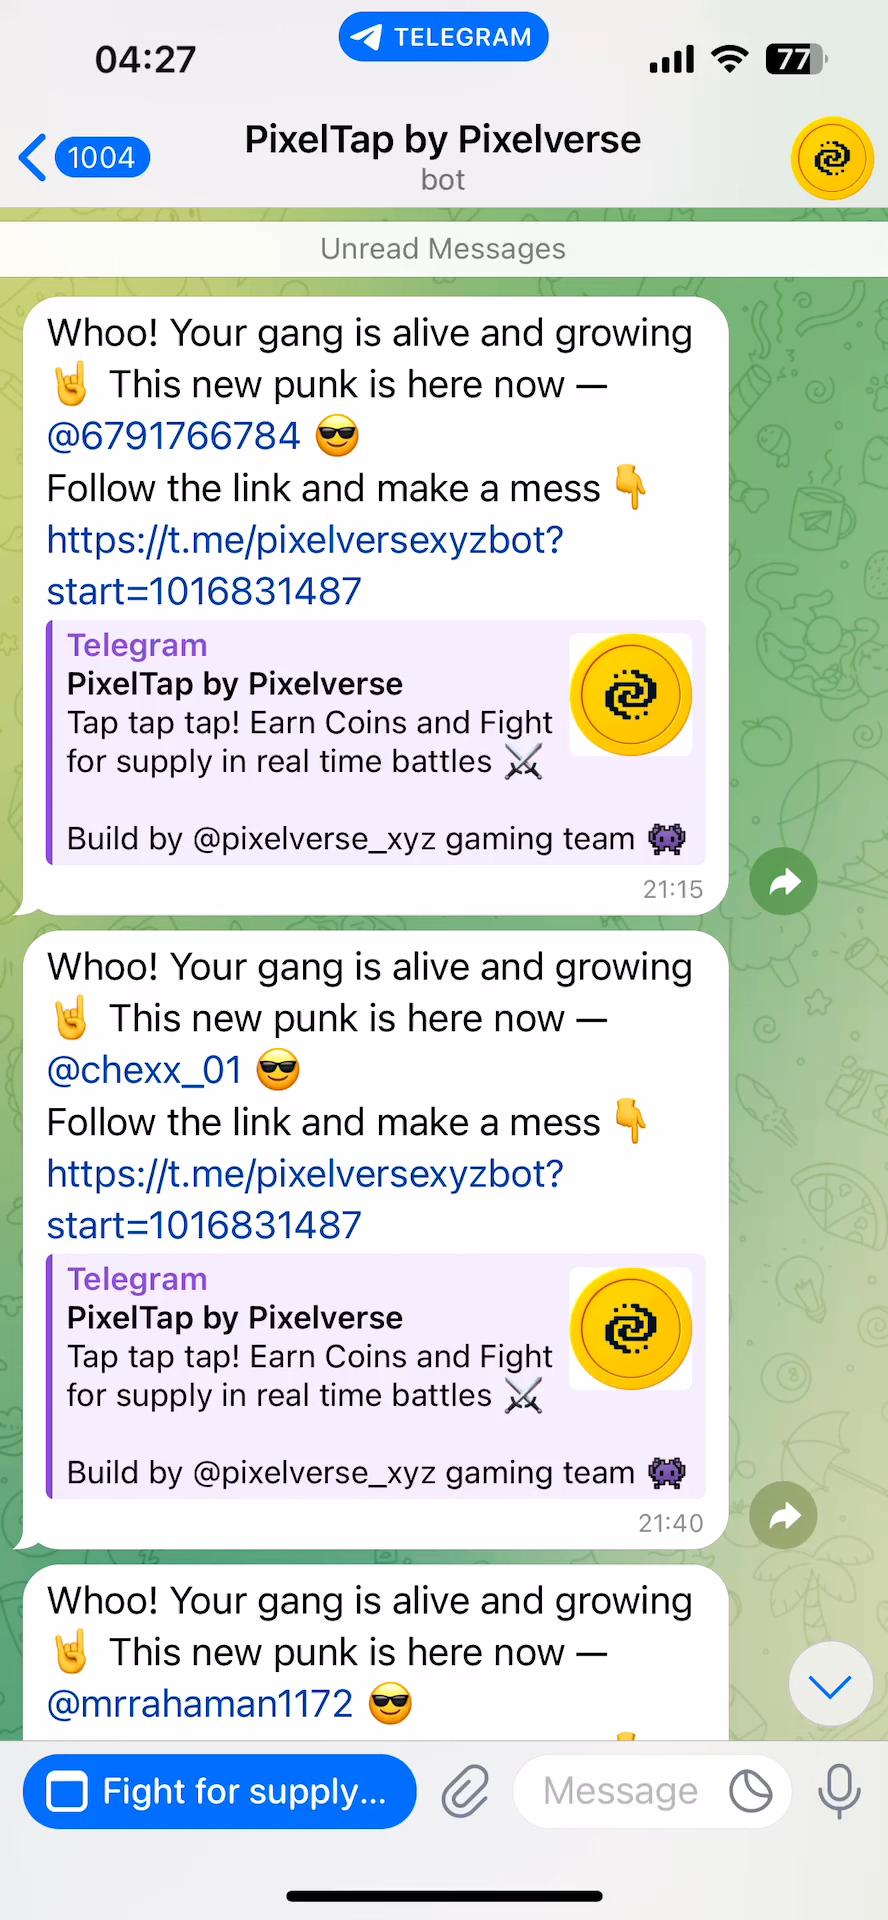 04:27
TELEGRAM
77
1004
PixelTap by Pixelverse
bot
Unread Messages
Whoo! Your gang is alive and growing
🤘 This new punk is here now —
@6791766784 😎
Follow the link and make a mess 👇
https://t.me/pixelversexyzbot?
start=1016831487
Telegram
PixelTap by Pixelverse
Tap tap tap! Earn Coins and Fight
for supply in real time battles ⚔️
Build by @pixelverse_xyz gaming team 👾
21:15
Whoo! Your gang is alive and growing
🤘 This new punk is here now —
@chexx_01 😎
Follow the link and make a mess 👇
https://t.me/pixelversexyzbot?
start=1016831487
Telegram
PixelTap by Pixelverse
Tap tap tap! Earn Coins and Fight
for supply in real time battles ⚔️
Build by @pixelverse_xyz gaming team 👾
21:40
Whoo! Your gang is alive and growing
🤘 This new punk is here now —
@mrrahaman1172 😎
Fight for supply...
Message